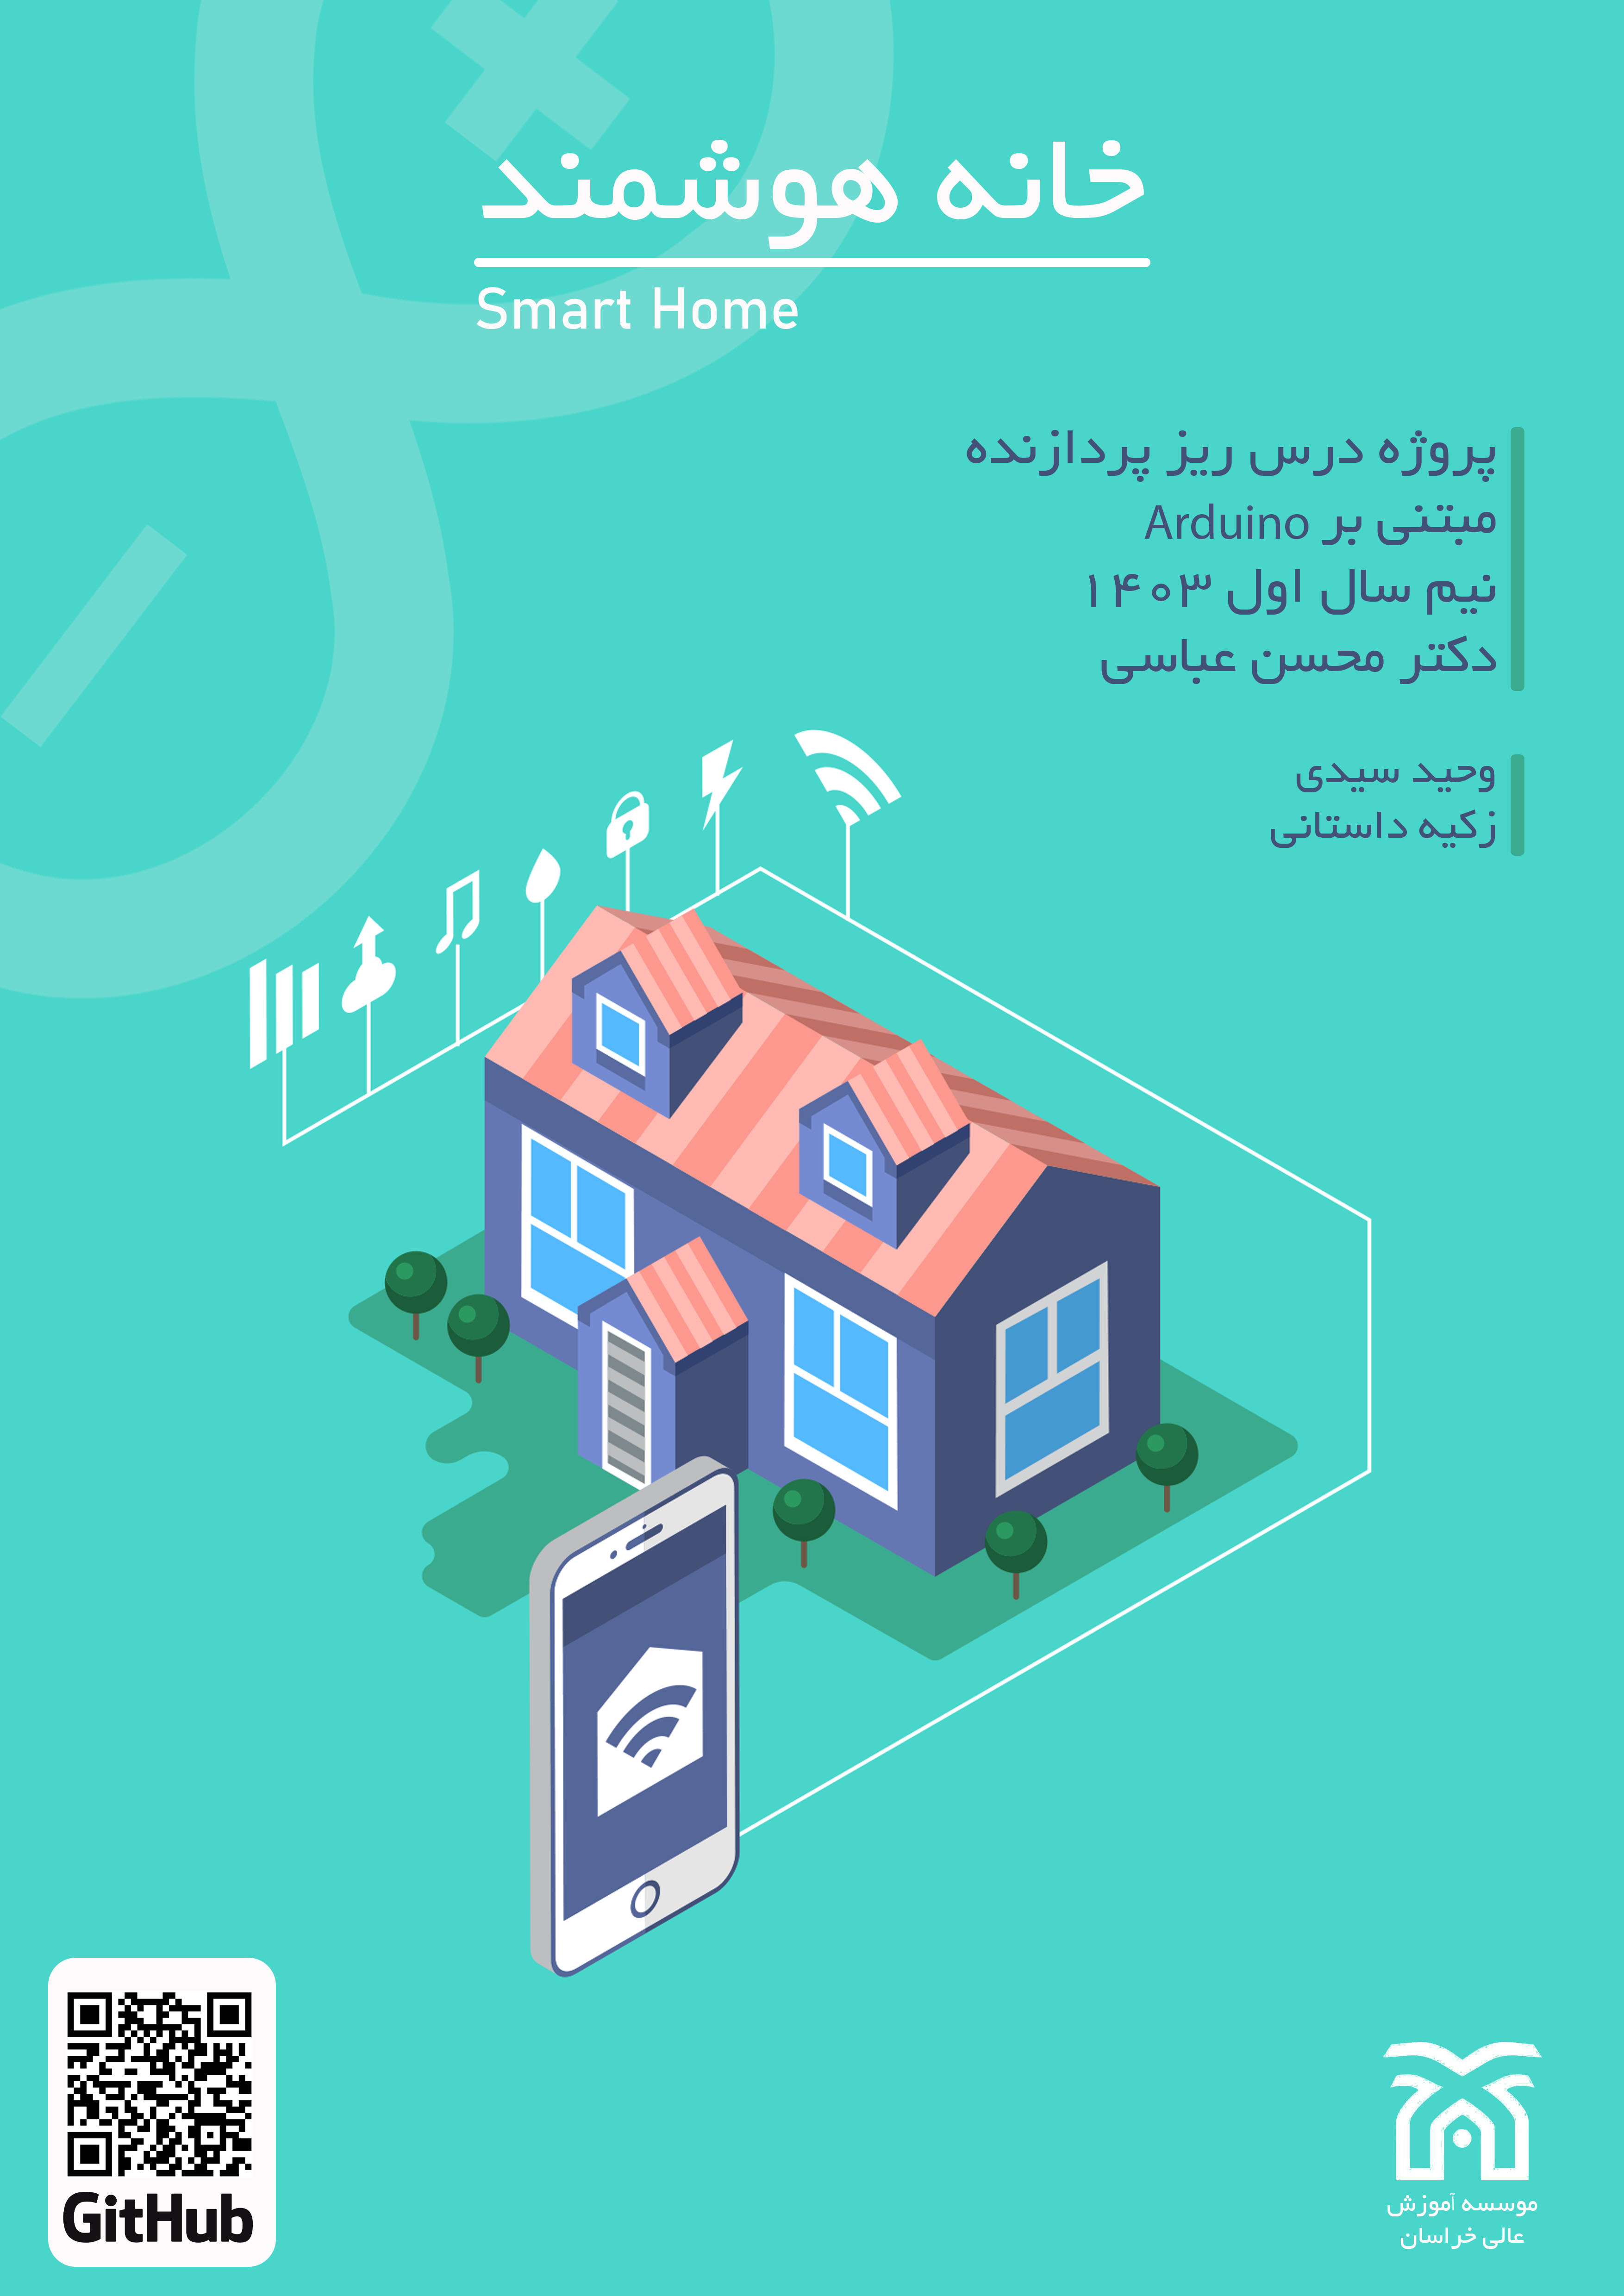 خانه هوشمند
Smart Home
پروژه درس ریز پردازنده
مبتنی بر Arduino
نیم سال اول ۱۴۰۳
دکتر محسن عباسی
وحید سیدی
زکیه داستانی
GitHub
موسسه آموزش
عالی خراسان